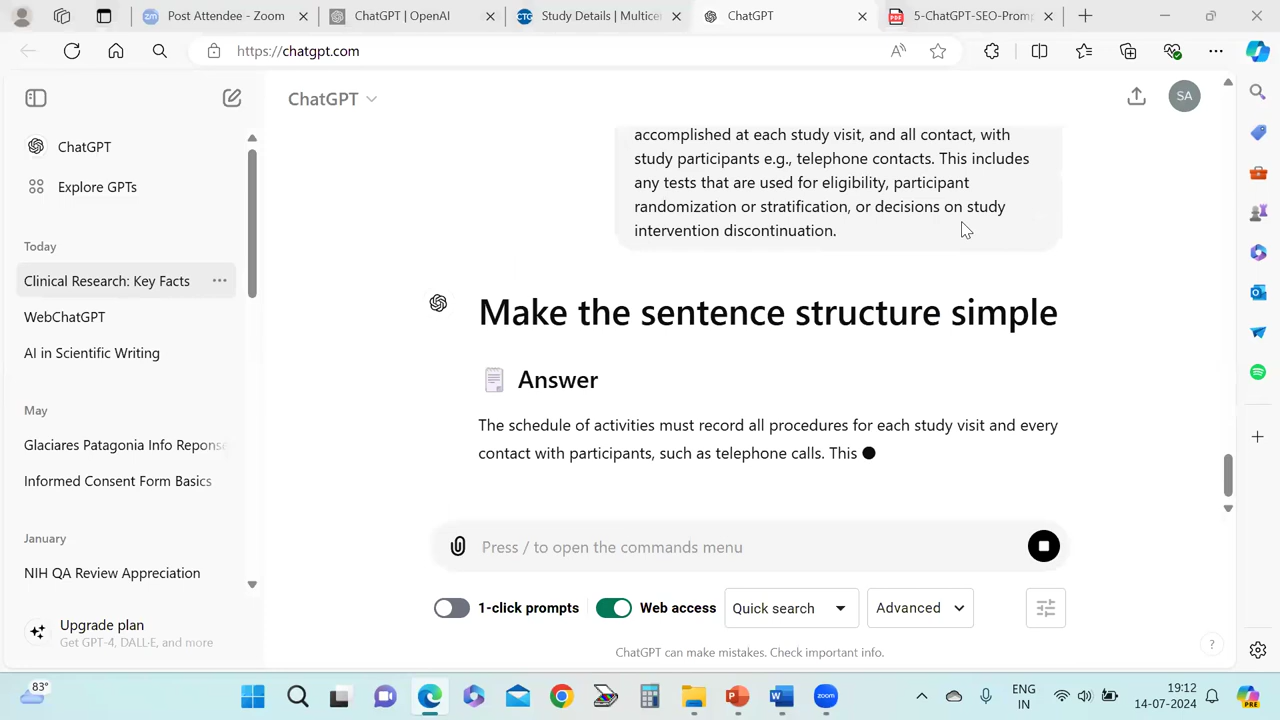 Post Attendee - Zoom
ChatGPT | OpenAI
CTG
Study Details | Multice
ChatGPT
PDF
5-ChatGPT-SEO-Promp
https://chatgpt.com
ChatGPT
SA
ChatGPT
Explore GPTs
Today
Clinical Research: Key Facts
WebChatGPT
AI in Scientific Writing
May
Glaciares Patagonia Info Reponse
Informed Consent Form Basics
January
NIH QA Review Appreciation
Upgrade plan
Get GPT-4, DALL·E, and more
accomplished at each study visit, and all contact, with
study participants e.g., telephone contacts. This includes
any tests that are used for eligibility, participant
randomization or stratification, or decisions on study
intervention discontinuation.
Make the sentence structure simple
Answer
The schedule of activities must record all procedures for each study visit and every
contact with participants, such as telephone calls. This
Press / to open the commands menu
1-click prompts
Web access
Quick search
Advanced
?
ChatGPT can make mistakes. Check important info.
83°
ENG
IN
19:12
14-07-2024
PRE